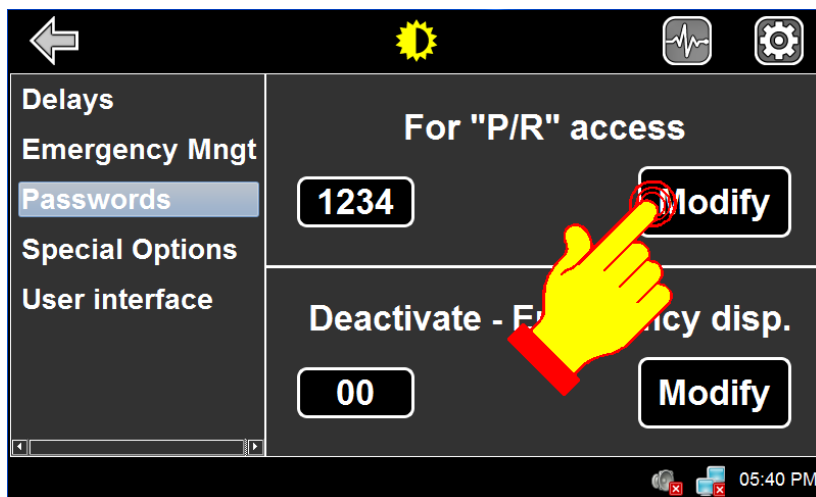 Delays
Emergency Mngt
Passwords
Special Options
User interface
For "P/R" access
1234
Modify
Deactivate - disp.
00
Modify
05:40 PM